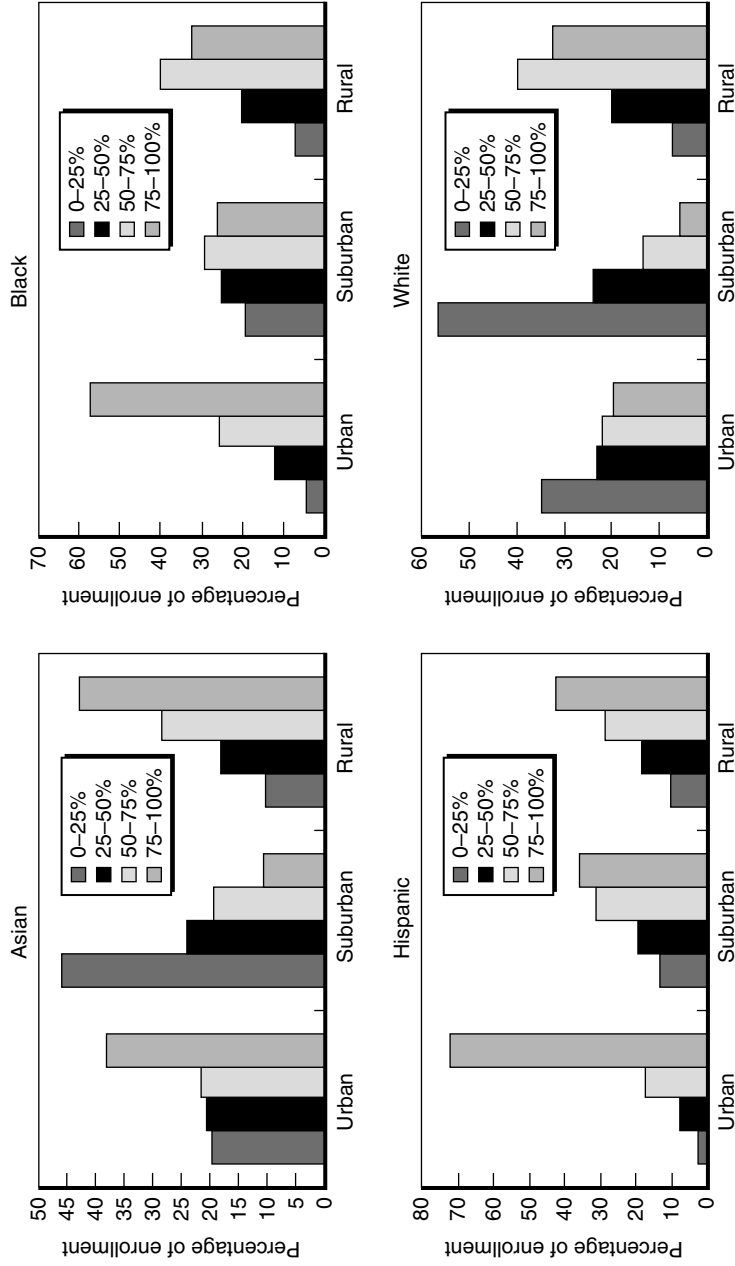 Asian
Percentage of enrollment
50
45
40
35
30
25
20
15
10
5
0
0–25%
25–50%
50–75%
75–100%
Urban
Suburban
Rural
Black
Percentage of enrollment
70
60
50
40
30
20
10
0
0–25%
25–50%
50–75%
75–100%
Urban
Suburban
Rural
Hispanic
Percentage of enrollment
80
70
60
50
40
30
20
10
0
0–25%
25–50%
50–75%
75–100%
Urban
Suburban
Rural
White
Percentage of enrollment
60
50
40
30
20
10
0
0–25%
25–50%
50–75%
75–100%
Urban
Suburban
Rural